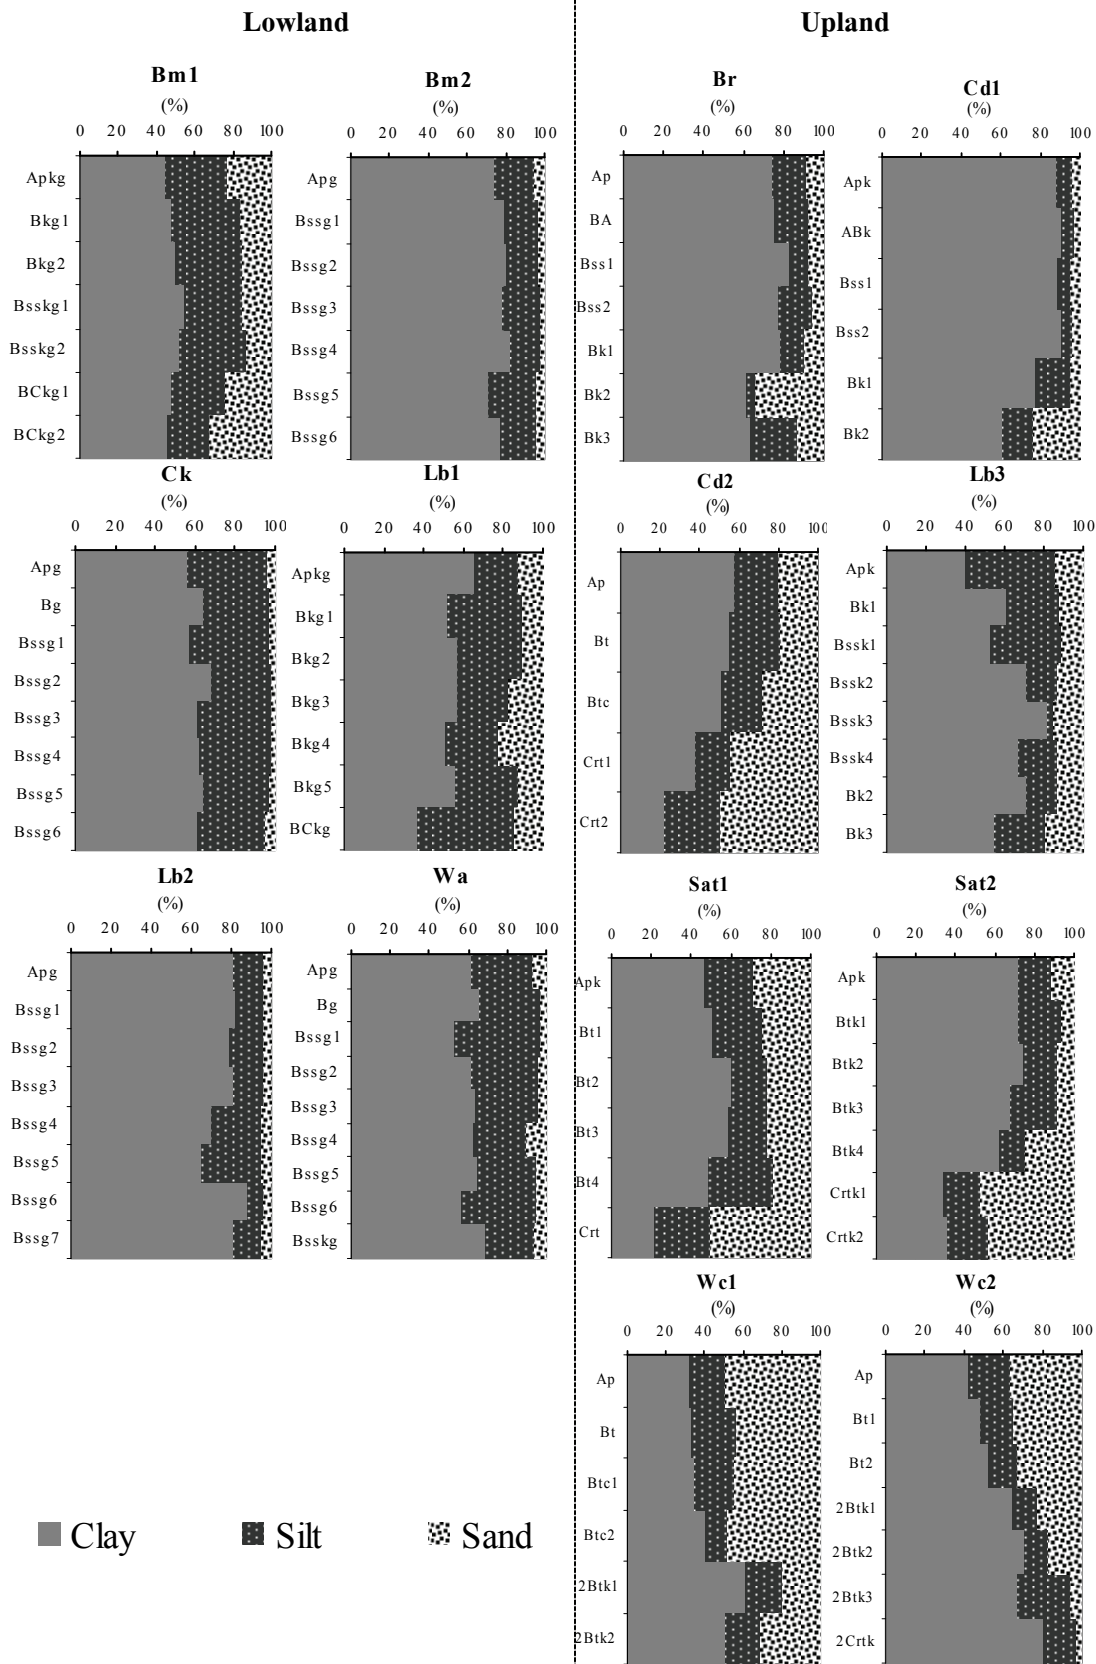 Lowland
Upland
Bm1
(%)
0 20 40 60 80 100
Apkg
Bkg1
Bkg2
Bsskg1
Bsskg2
BCkg1
BCkg2
Bm2
(%)
0 20 40 60 80 100
Apg
Bssg1
Bssg2
Bssg3
Bssg4
Bssg5
Bssg6
Br
(%)
0 20 40 60 80 100
Ap
BA
Bss1
Bss2
Bk1
Bk2
Bk3
Cd1
(%)
0 20 40 60 80 100
Apk
ABk
Bss1
Bss2
Bk1
Bk2
Ck
(%)
0 20 40 60 80 100
Apg
Bg
Bssg1
Bssg2
Bssg3
Bssg4
Bssg5
Bssg6
Lb1
(%)
0 20 40 60 80 100
Apkg
Bkg1
Bkg2
Bkg3
Bkg4
Bkg5
BCkg
Cd2
(%)
0 20 40 60 80 100
Ap
Bt
Btc
Crt1
Crt2
Lb3
(%)
0 20 40 60 80 100
Apk
Bk1
Bssk1
Bssk2
Bssk3
Bssk4
Bk2
Bk3
Lb2
(%)
0 20 40 60 80 100
Apg
Bssg1
Bssg2
Bssg3
Bssg4
Bssg5
Bssg6
Bssg7
Wa
(%)
0 20 40 60 80 100
Apg
Bg
Bssg1
Bssg2
Bssg3
Bssg4
Bssg5
Bssg6
Bsskg
Sat1
(%)
0 20 40 60 80 100
Apk
Bt1
Bt2
Bt3
Bt4
Crt
Sat2
(%)
0 20 40 60 80 100
Apk
Btk1
Btk2
Btk3
Btk4
Crtk1
Crtk2
Wc1
(%)
0 20 40 60 80 100
Ap
Bt
Btc1
Btc2
2Btk1
2Btk2
Wc2
(%)
0 20 40 60 80 100
Ap
Bt1
Bt2
2Btk1
2Btk2
2Btk3
2Crtk
Clay Silt Sand